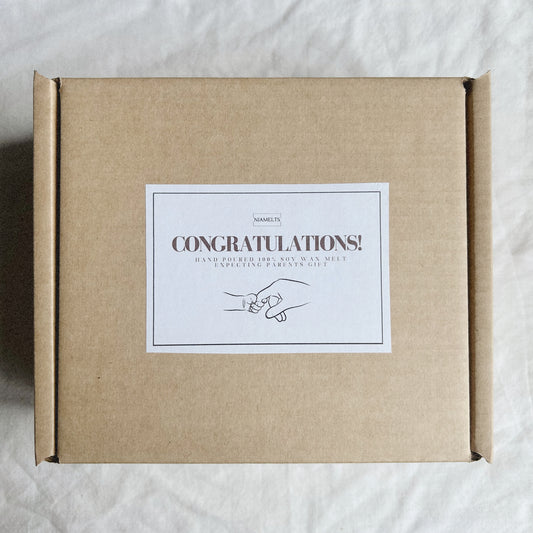 NIAMELTS
CONGRATULATIONS!
HAND POURED 100% SOY WAX MELT
EXPECTING PARENTS GIFT